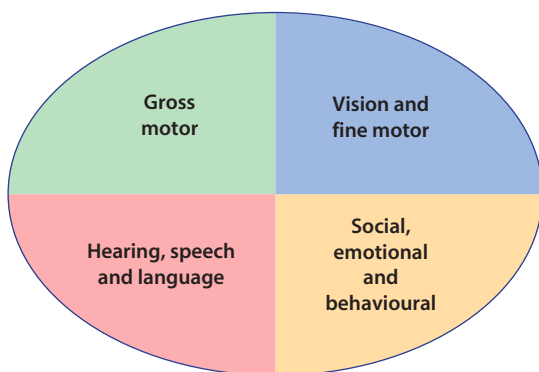 Gross
motor
Vision and
fine motor
Hearing, speech
and language
Social,
emotional
and
behavioural